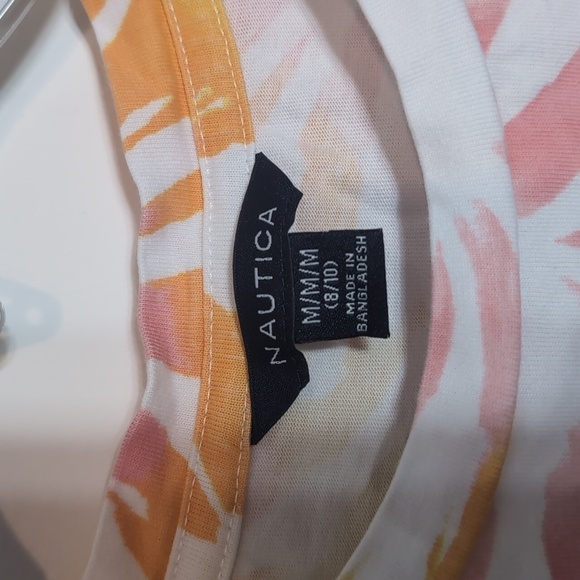 NAUTICA
M/M/M
(8/10)
MADE IN
BANGLADESH